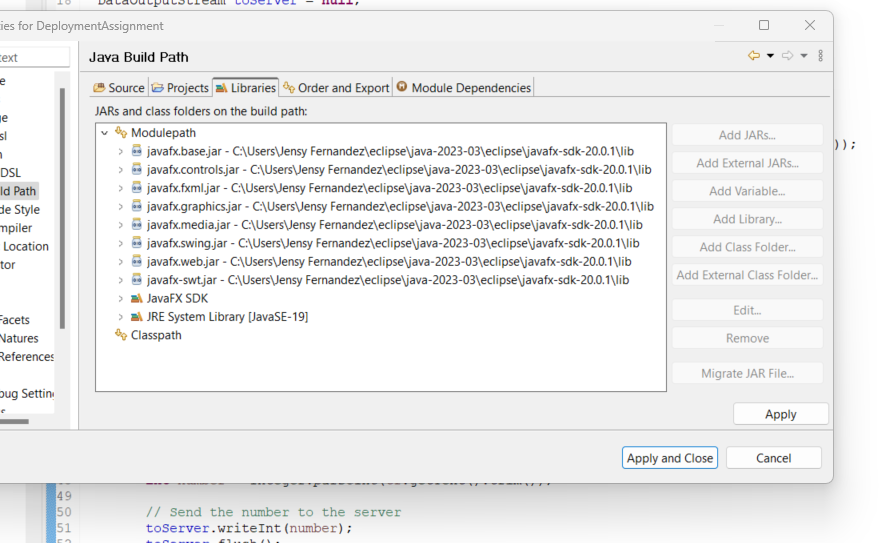 18 DataOutputStream toServer = null;
ies for DeploymentAssignment
Java Build Path
text
Source Projects Libraries Order and Export Module Dependencies
JARs and class folders on the build path:
e
Modulepath
Add JARs...
javafx.base.jar - C:\Users\Jensy Fernandez\eclipse\java-2023-03\eclipse\javafx-sdk-20.0.1\lib
));
ge
sl
javafx.controls.jar - C:\Users\Jensy Fernandez\eclipse\java-2023-03\eclipse\javafx-sdk-20.0.1\lib
Add External JARs...
n
DSL
javafx.fxml.jar - C:\Users\Jensy Fernandez\eclipse\java-2023-03\eclipse\javafx-sdk-20.0.1\lib
Add Variable...
ld Path
javafx.graphics.jar - C:\Users\Jensy Fernandez\eclipse\java-2023-03\eclipse\javafx-sdk-20.0.1\lib
de Style
javafx.media.jar - C:\Users\Jensy Fernandez\eclipse\java-2023-03\eclipse\javafx-sdk-20.0.1\lib
Add Library...
mpiler
javafx.swing.jar - C:\Users\Jensy Fernandez\eclipse\java-2023-03\eclipse\javafx-sdk-20.0.1\lib
Add Class Folder...
Location
javafx.web.jar - C:\Users\Jensy Fernandez\eclipse\java-2023-03\eclipse\javafx-sdk-20.0.1\lib
tor
javafx-swt.jar - C:\Users\Jensy Fernandez\eclipse\java-2023-03\eclipse\javafx-sdk-20.0.1\lib
Add External Class Folder...
JavaFX SDK
Edit...
JRE System Library [JavaSE-19]
Facets
Classpath
Remove
Natures
References
Migrate JAR File...
bug Settin
s
Apply
Apply and Close Cancel
49
50 // Send the number to the server
51 toServer.writeInt(number);
52 toServer.flush();